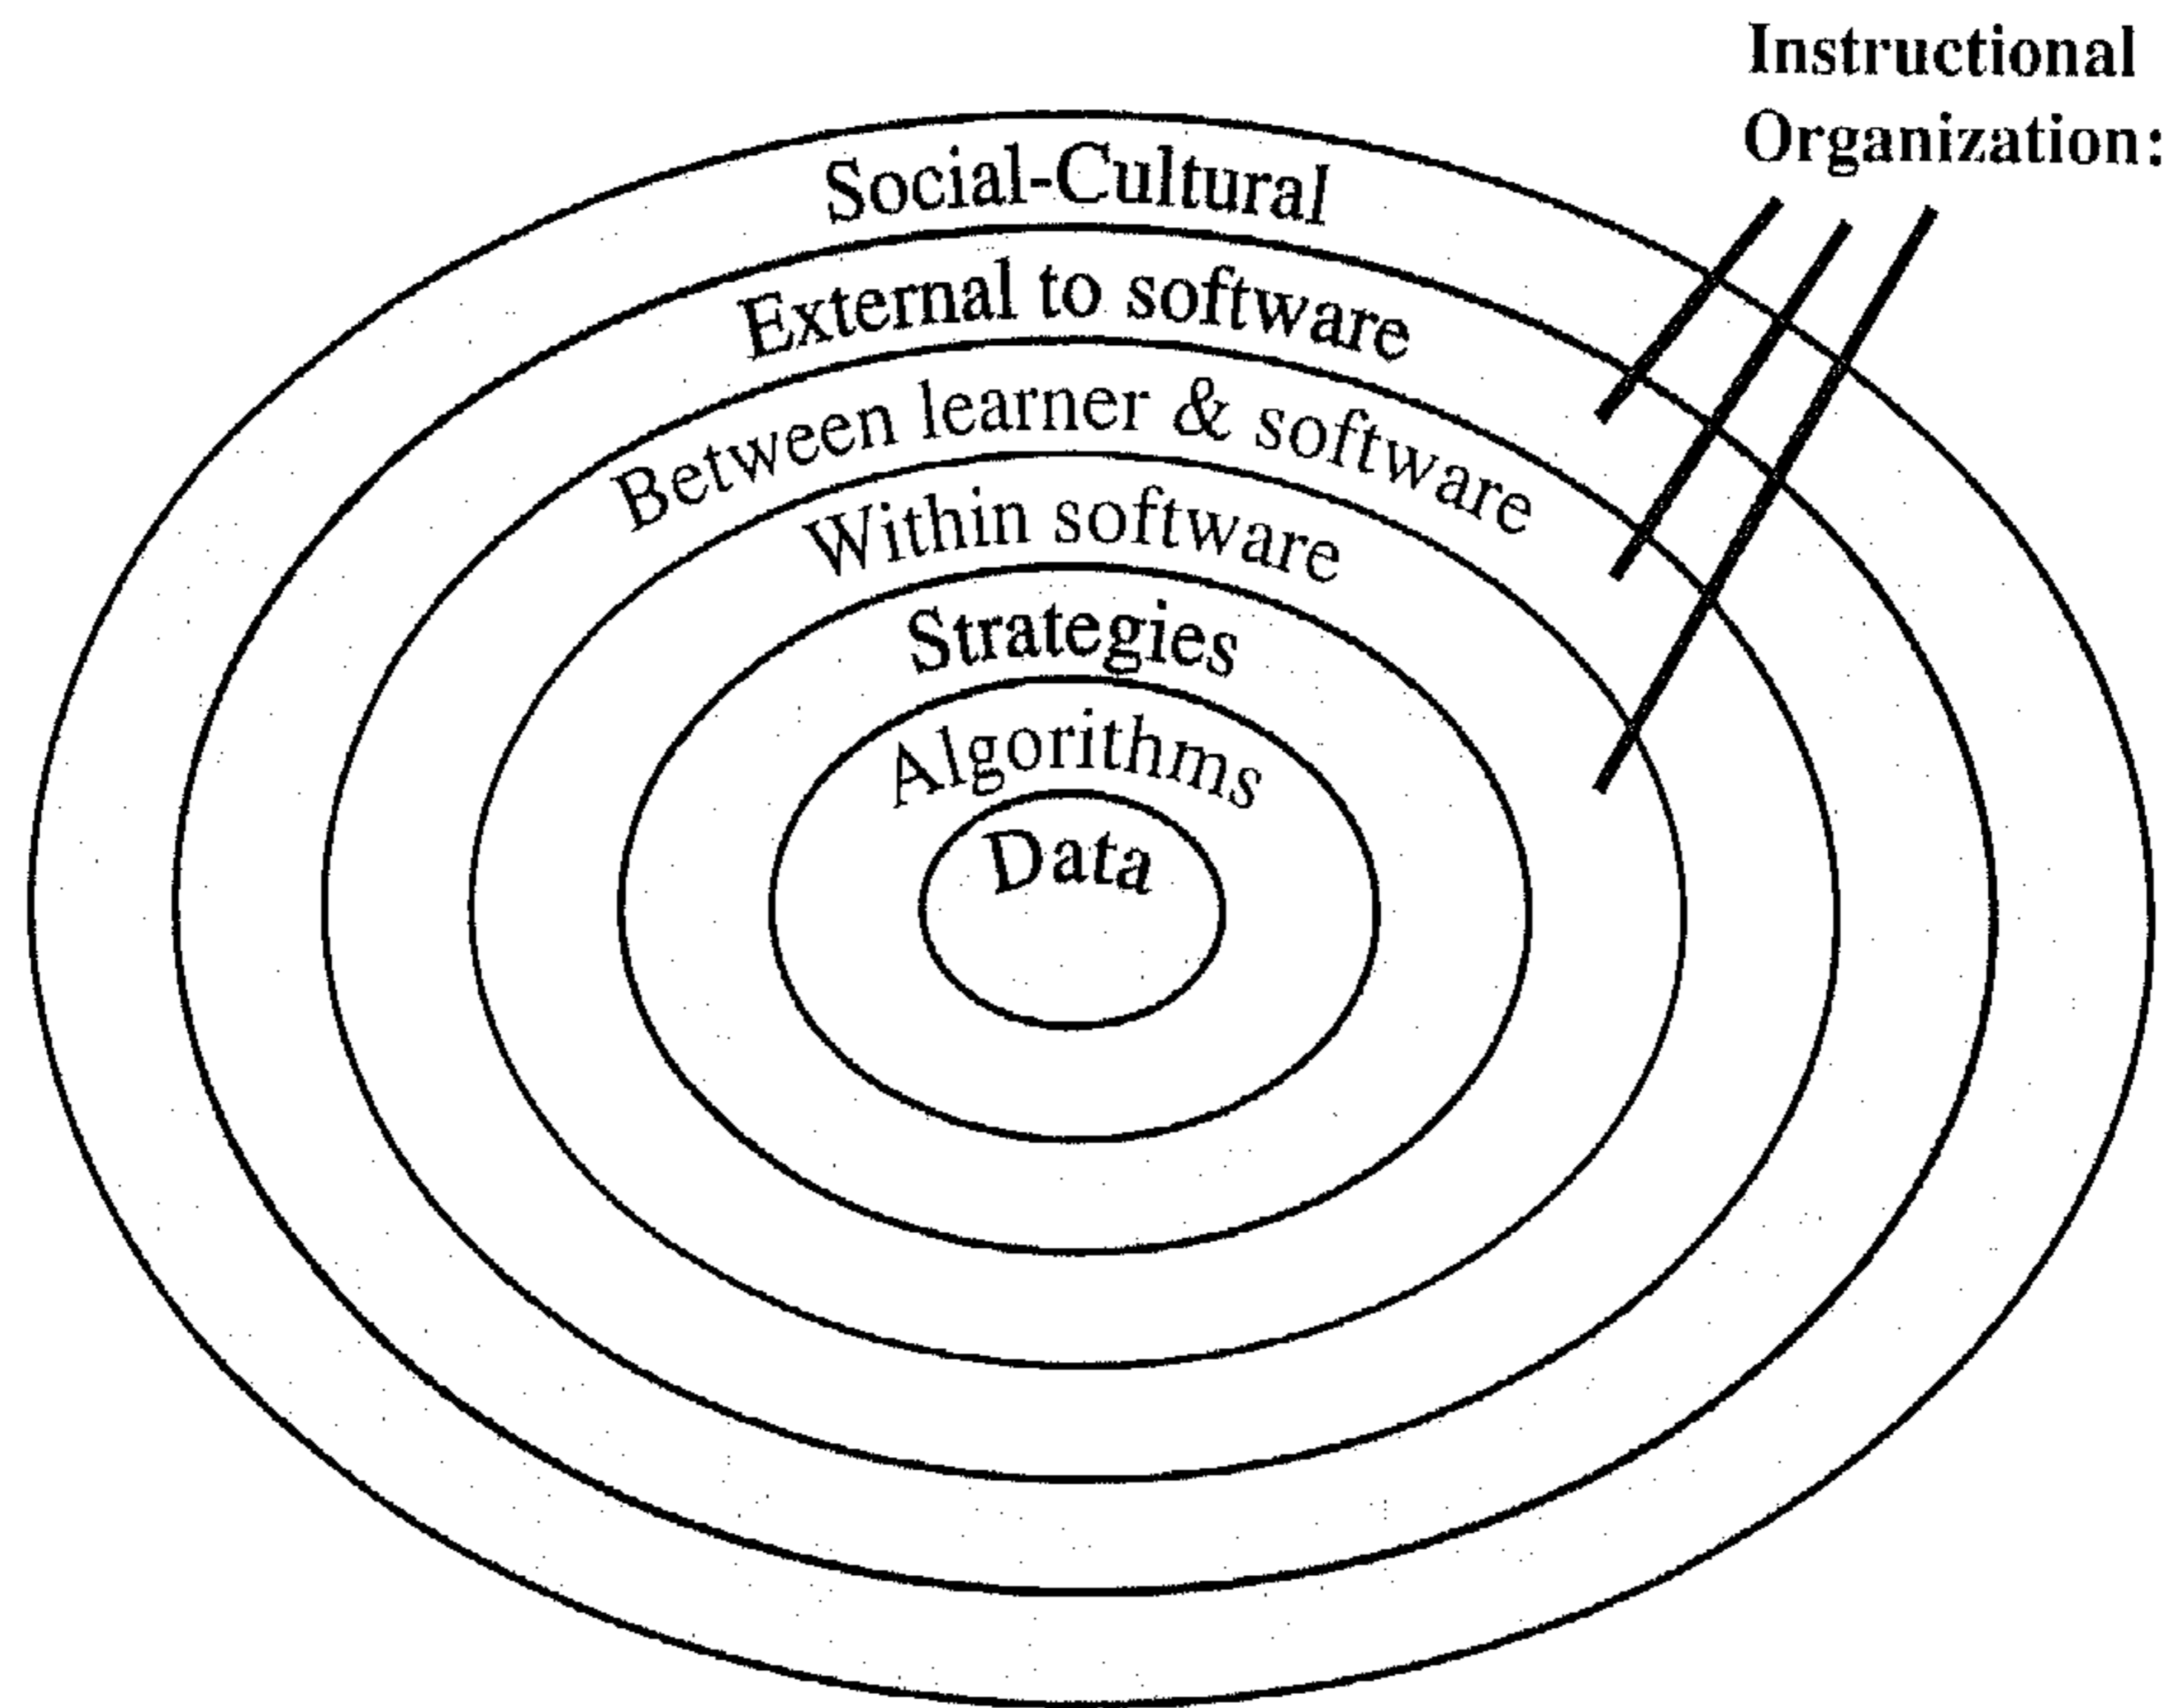 Instructional
Organization:
Social-Cultural
External to software
Between learner & software
Within software
Strategies
Algorithms
Data